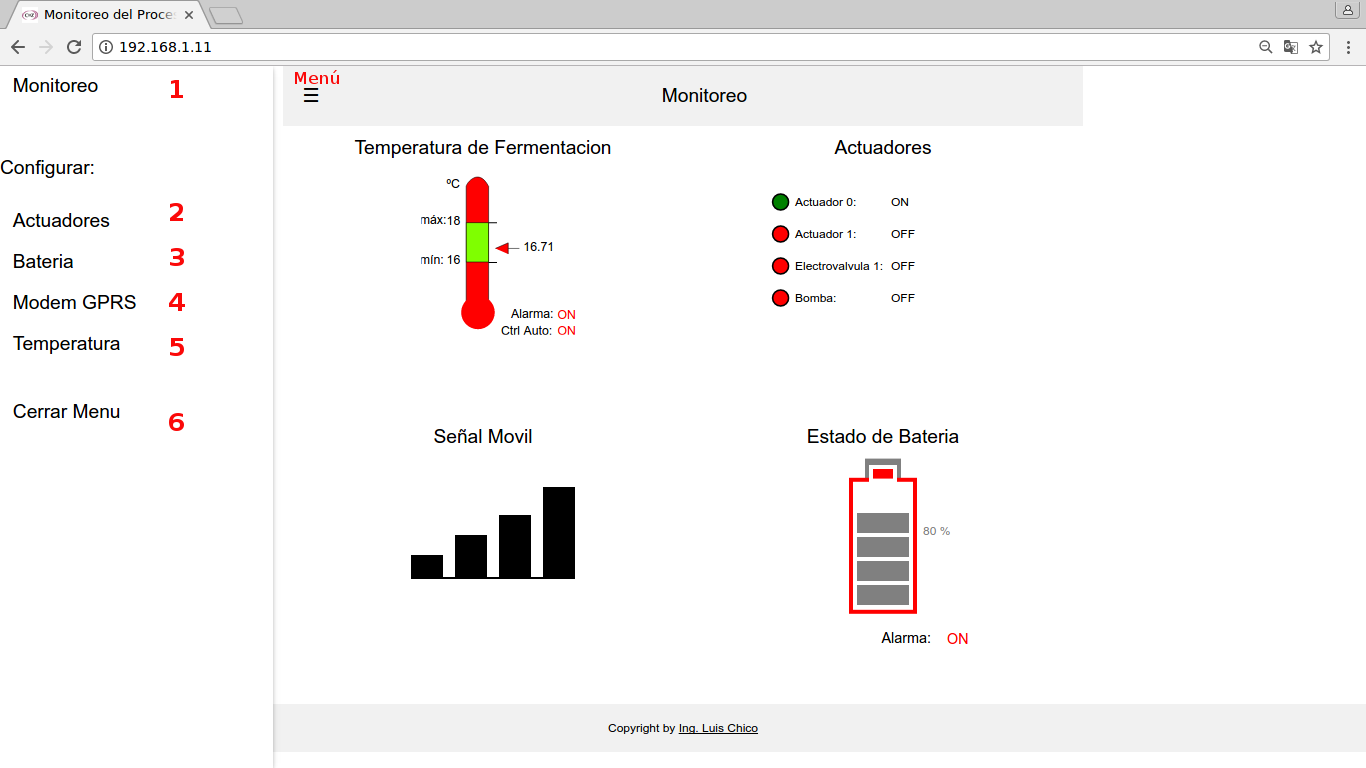 Monitoreo del Proce
192.168.1.11
Monitoreo 1
Configurar:
Actuadores 2
Bateria 3
Modem GPRS 4
Temperatura 5
Cerrar Menu 6
Menú
☰ Monitoreo
Temperatura de Fermentacion
ºC
máx:18
16.71
mín: 16
Alarma: ON
Ctrl Auto: ON
Actuadores
Actuador 0: ON
Actuador 1: OFF
Electrovalvula 1: OFF
Bomba: OFF
Señal Movil
Estado de Bateria
80 %
Alarma: ON
Copyright by Ing. Luis Chico